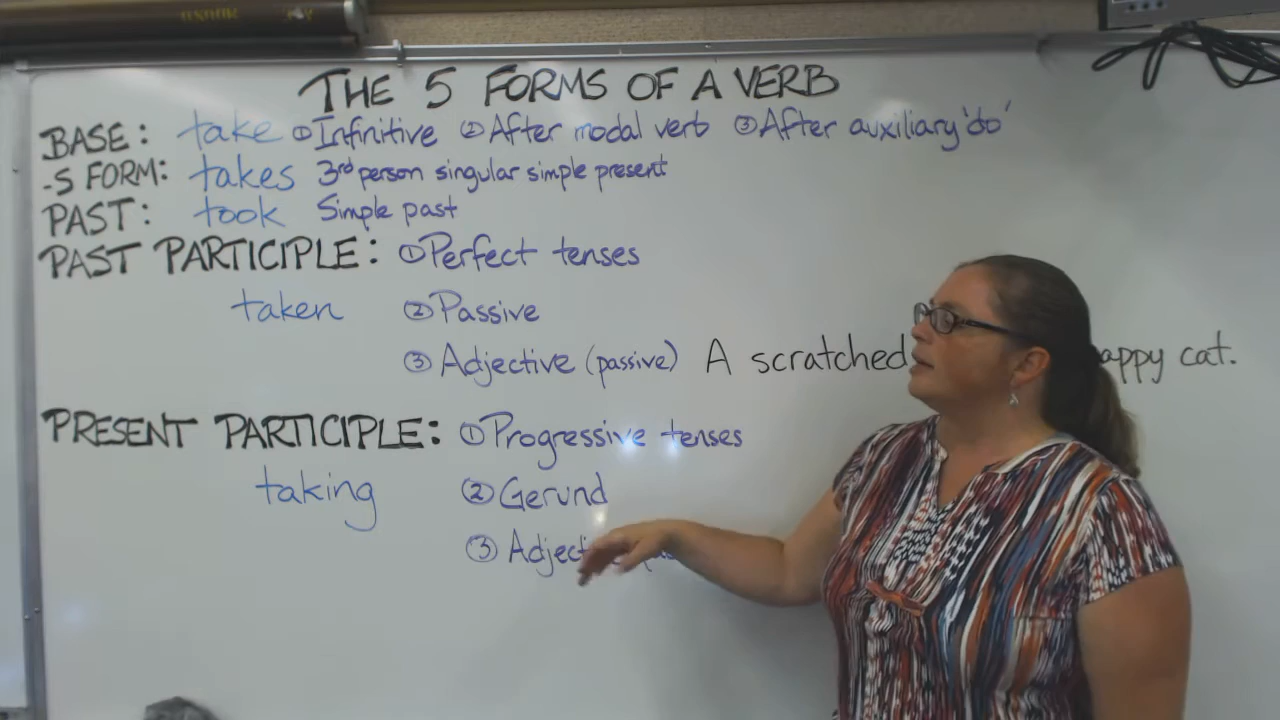 THE 5 FORMS OF A VERB
BASE: take ① Infinitive ② After modal verb ③ After auxiliary 'do'
-S FORM: takes 3rd person singular simple present
PAST: took Simple past
PAST PARTICIPLE: ① Perfect tenses
taken ② Passive
③ Adjective (passive) A scratched cat.
PRESENT PARTICIPLE: ① Progressive tenses
taking ② Gerund
③